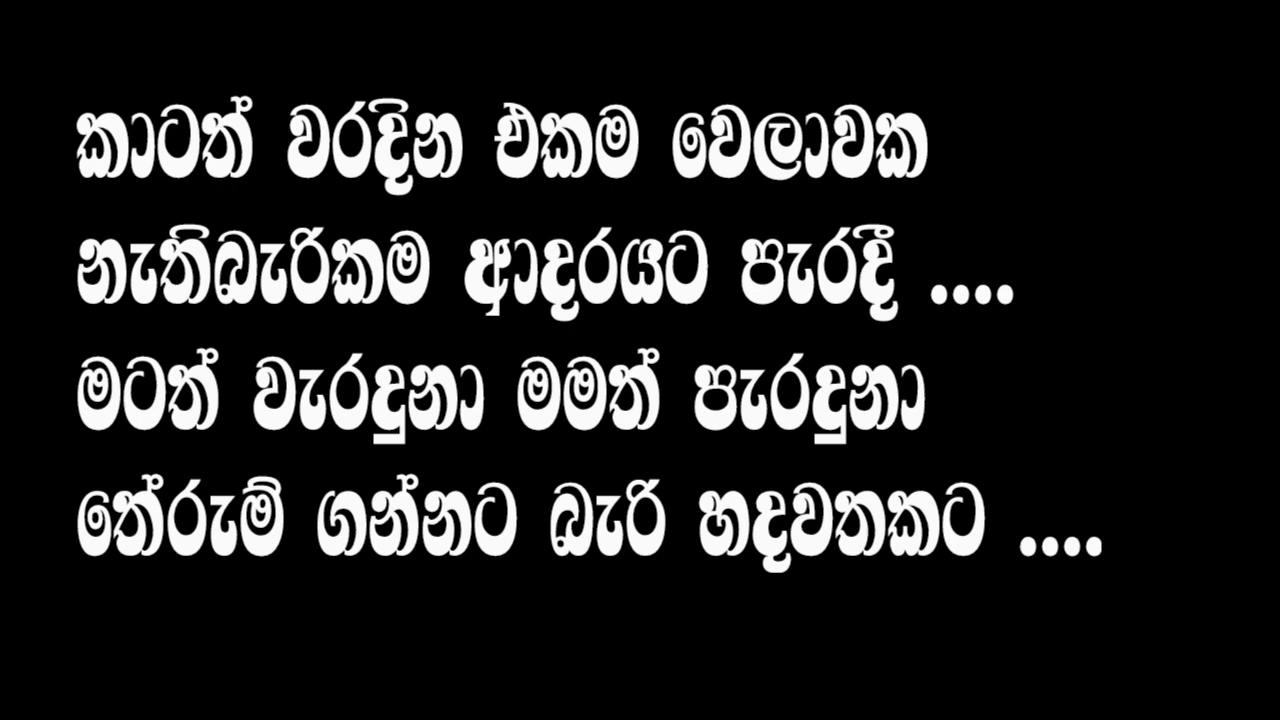 කාටත් වරදින එකම වෙලාවක
නැතිබැරිකම ආදරයට පැරදී ....
මටත් වැරදුනා මමත් පැරදුනා
තේරුම් ගන්නට බැරි හදවතකට ....